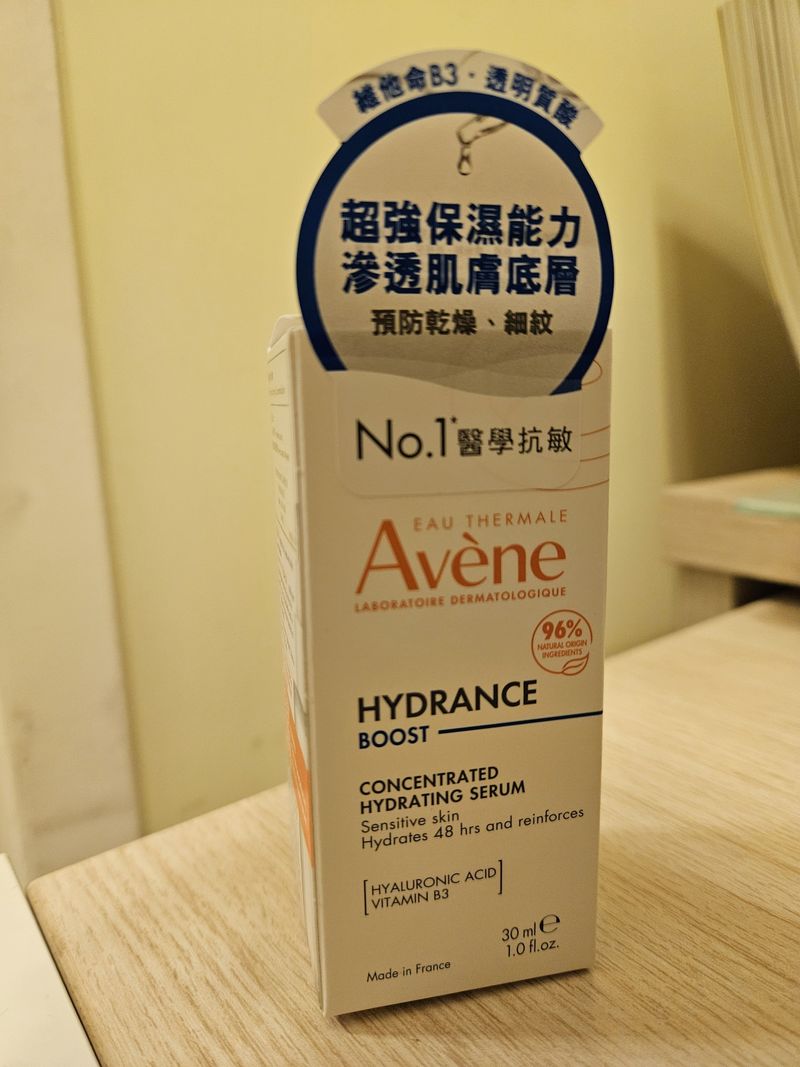 維他命B3・透明質酸
超強保濕能力
滲透肌膚底層
預防乾燥、細紋
No.1*醫學抗敏
EAU THERMALE
Avène
LABORATOIRE DERMATOLOGIQUE
96%
NATURAL ORIGIN
INGREDIENTS
HYDRANCE
BOOST
CONCENTRATED
HYDRATING SERUM
Sensitive skin
Hydrates 48 hrs and reinforces
[HYALURONIC ACID
VITAMIN B3]
30 ml ℮
1.0 fl.oz.
Made in France